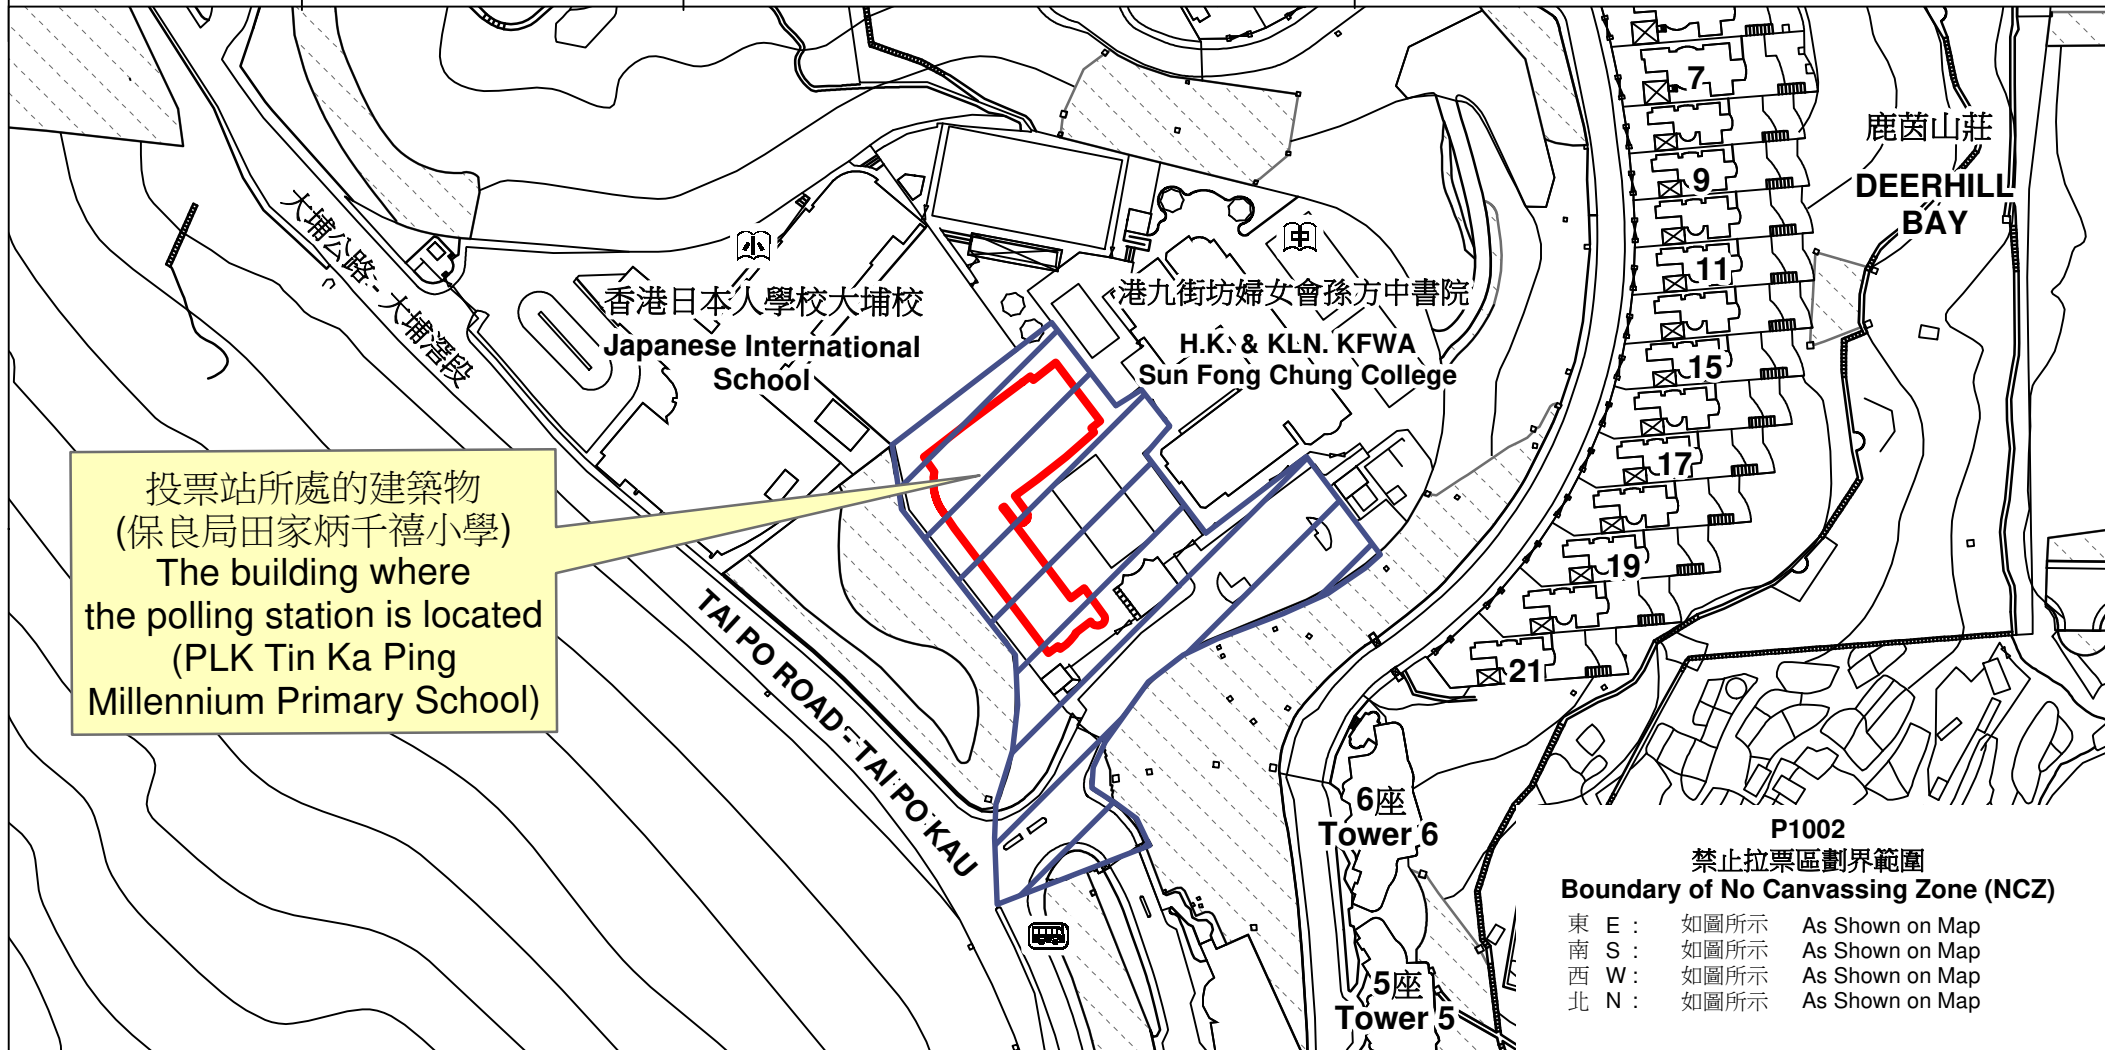 7
鹿茵山莊
DEERHILL
BAY
9
11
15
17
19
21
大埔公路 - 大埔滘段
小
中
香港日本人學校大埔校
Japanese International
School
港九街坊婦女會孫方中書院
H.K. & KLN. KFWA
Sun Fong Chung College
投票站所處的建築物
(保良局田家炳千禧小學)
The building where
the polling station is located
(PLK Tin Ka Ping
Millennium Primary School)
TAI PO ROAD - TAI PO KAU
6座
Tower 6
5座
Tower 5
P1002
禁止拉票區劃界範圍
Boundary of No Canvassing Zone (NCZ)
東 E : 如圖所示 As Shown on Map
南 S : 如圖所示 As Shown on Map
西 W : 如圖所示 As Shown on Map
北 N : 如圖所示 As Shown on Map